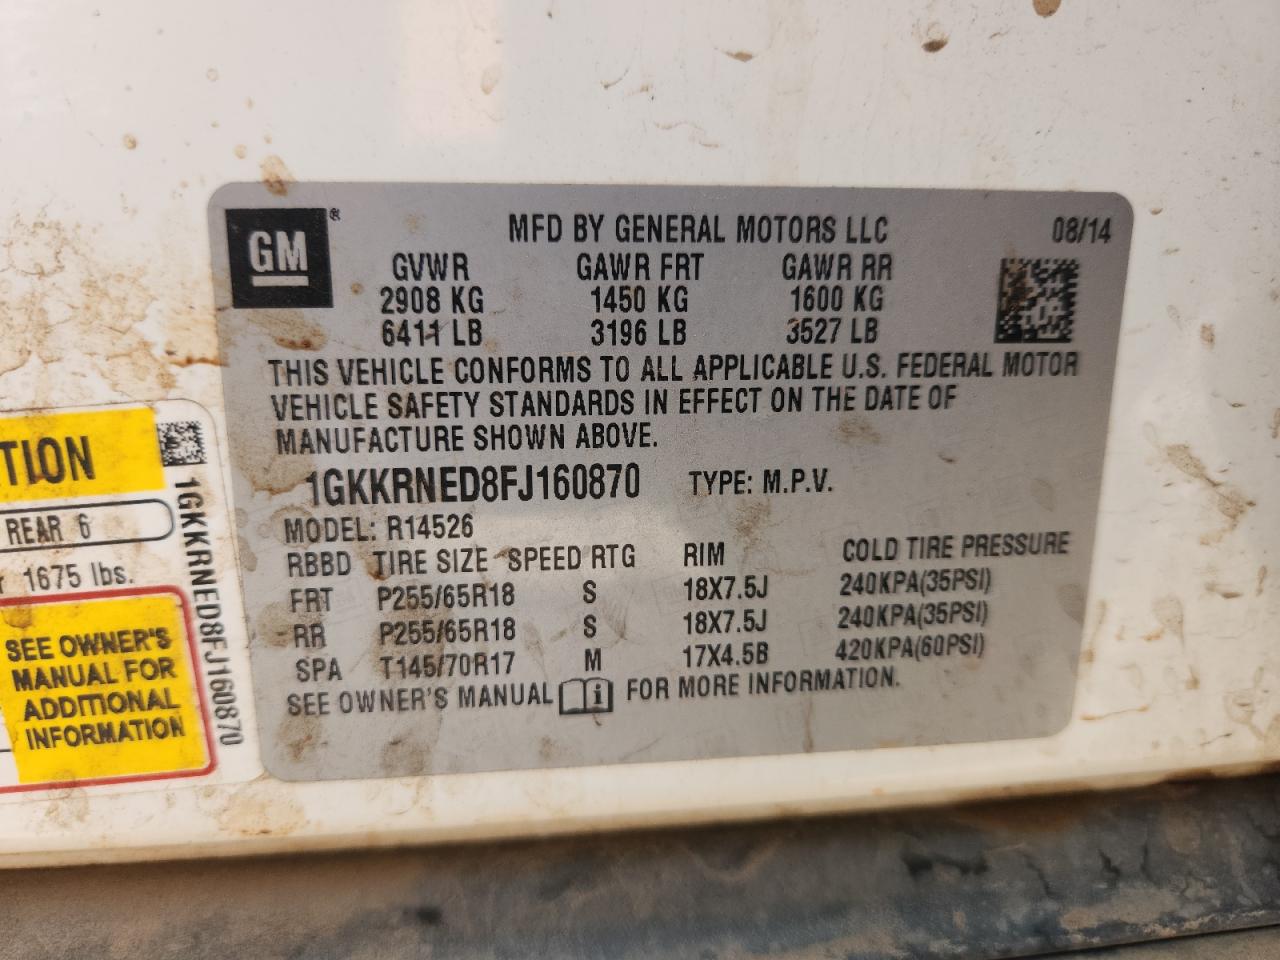 GM ®
MFD BY GENERAL MOTORS LLC 08/14
GVWR GAWR FRT GAWR RR
2908 KG 1450 KG 1600 KG
6411 LB 3196 LB 3527 LB
THIS VEHICLE CONFORMS TO ALL APPLICABLE U.S. FEDERAL MOTOR
VEHICLE SAFETY STANDARDS IN EFFECT ON THE DATE OF
MANUFACTURE SHOWN ABOVE.
1GKKRNED8FJ160870 TYPE: M.P.V.
MODEL: R14526
RBBD TIRE SIZE SPEED RTG RIM COLD TIRE PRESSURE
FRT P255/65R18 S 18X7.5J 240KPA(35PSI)
RR P255/65R18 S 18X7.5J 240KPA(35PSI)
SPA T145/70R17 M 17X4.5B 420KPA(60PSI)
SEE OWNER'S MANUAL i FOR MORE INFORMATION.
TION
REAR 6
1675 lbs.
SEE OWNER'S
MANUAL FOR
ADDITIONAL
INFORMATION
1GKKRNED8FJ160870